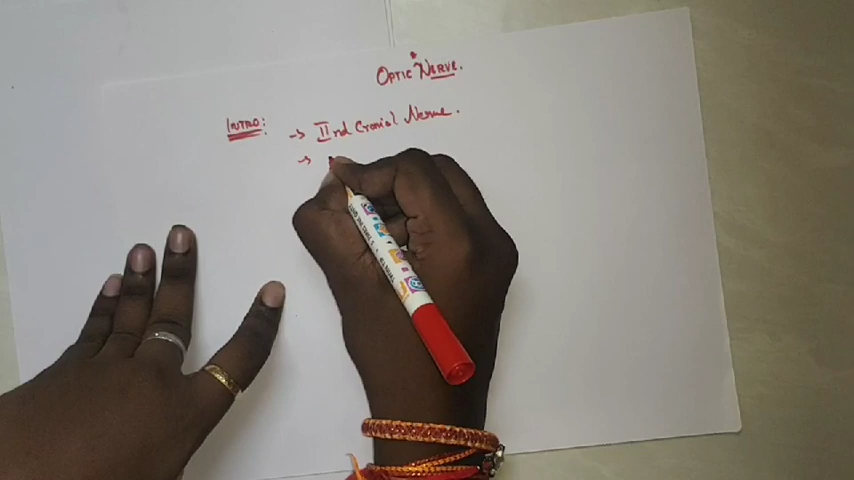 OPTIC NERVE.
INTRO:
→ IInd Cranial Nerve.
→